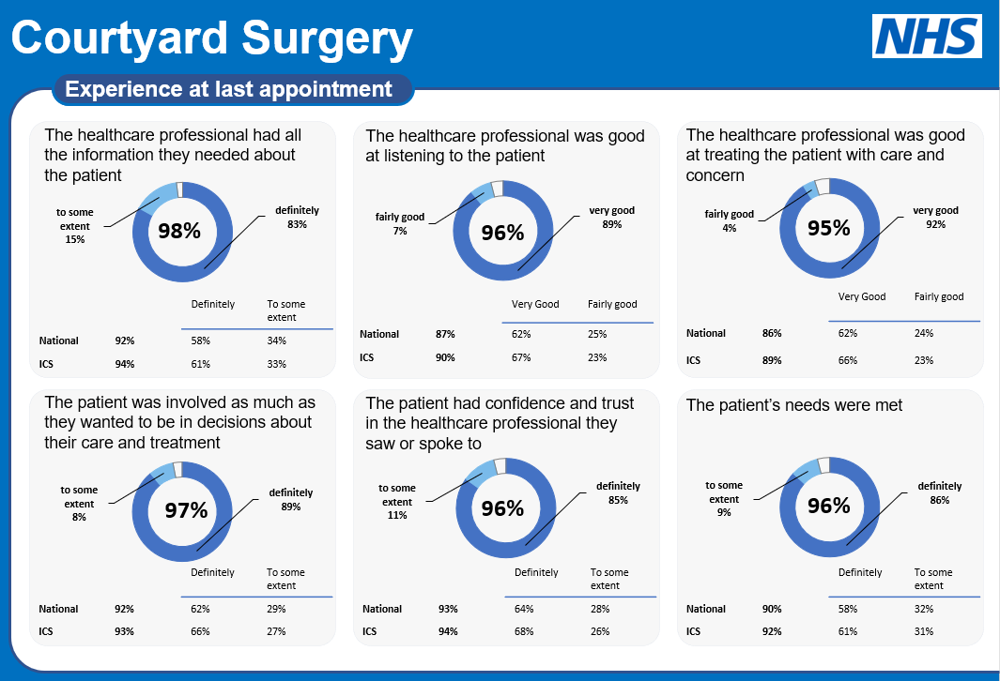 Courtyard Surgery
NHS
Experience at last appointment
The healthcare professional had all
the information they needed about
the patient
to some
extent
15%
98%
definitely
83%
Definitely
To some
extent
National 92% 58% 34%
ICS 94% 61% 33%
The healthcare professional was good
at listening to the patient
fairly good
7%
96%
very good
89%
Very Good Fairly good
National 87% 62% 25%
ICS 90% 67% 23%
The healthcare professional was good
at treating the patient with care and
concern
fairly good
4%
95%
very good
92%
Very Good Fairly good
National 86% 62% 24%
ICS 89% 66% 23%
The patient was involved as much as
they wanted to be in decisions about
their care and treatment
to some
extent
8%
97%
definitely
89%
Definitely
To some
extent
National 92% 62% 29%
ICS 93% 66% 27%
The patient had confidence and trust
in the healthcare professional they
saw or spoke to
to some
extent
11%
96%
definitely
85%
Definitely
To some
extent
National 93% 64% 28%
ICS 94% 68% 26%
The patient’s needs were met
to some
extent
9%
96%
definitely
86%
Definitely
To some
extent
National 90% 58% 32%
ICS 92% 61% 31%